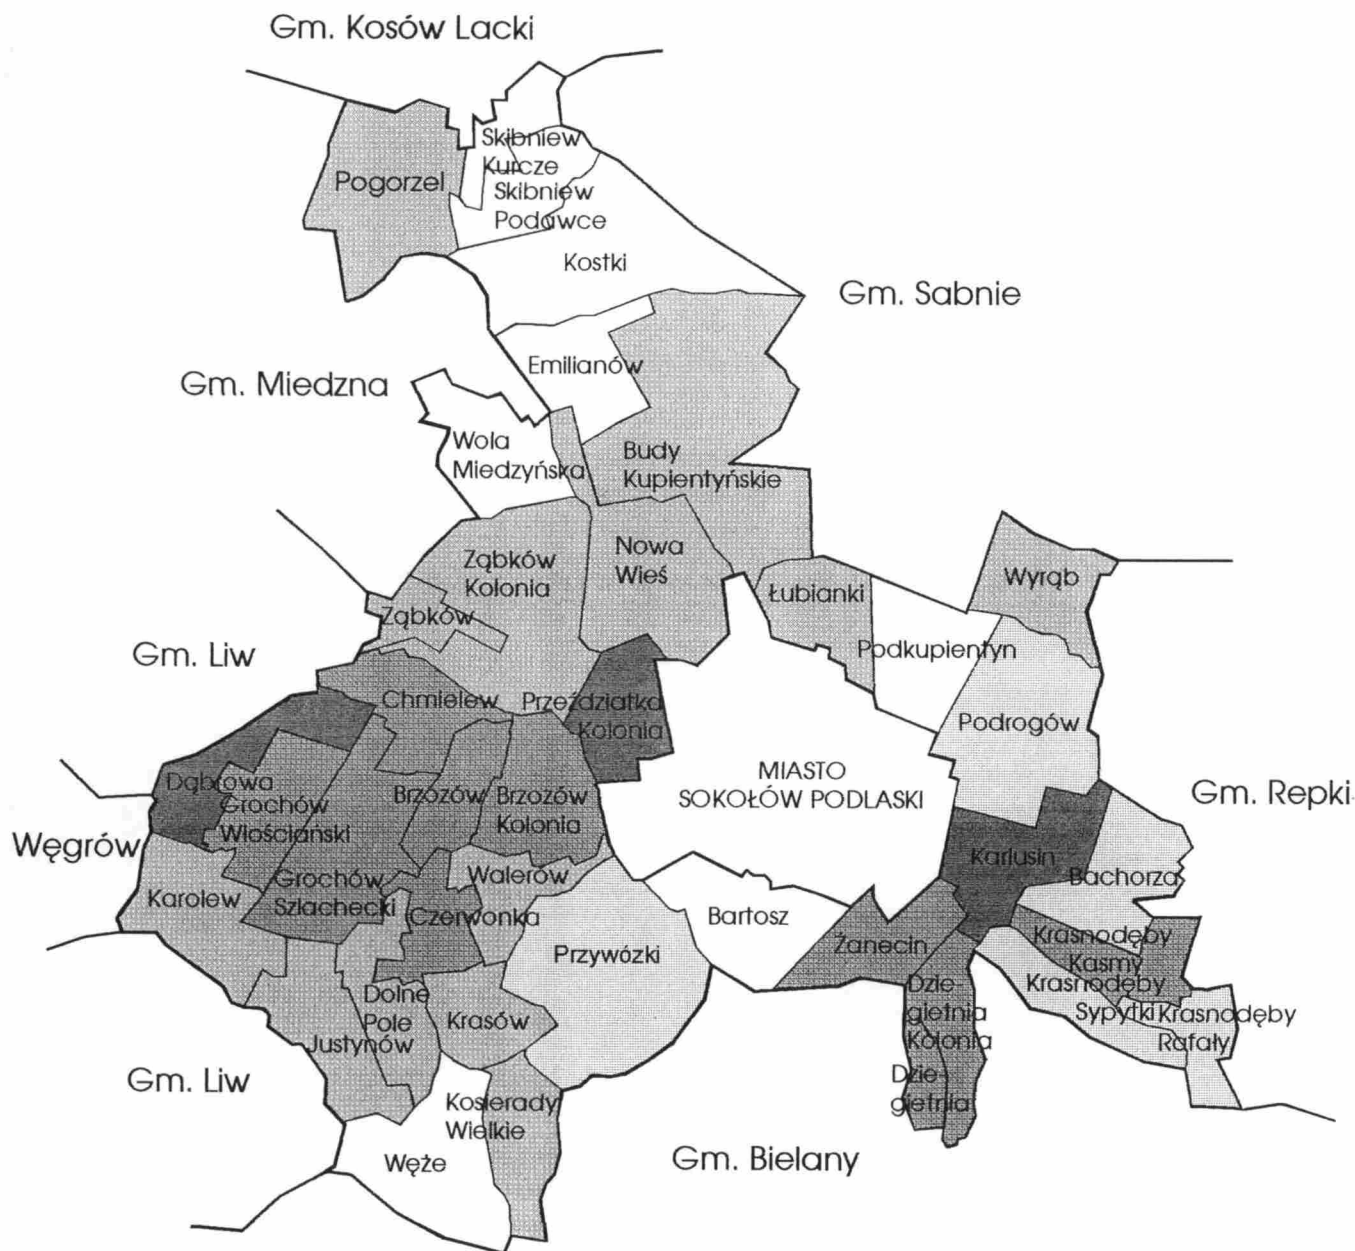 Gm. Kosów Lacki
Skibniew
Kurcze
Pogorzel
Skibniew
Podawce
Kostki
Gm. Sabnie
Emilianów
Gm. Miedzna
Wola
Miedzyńska
Budy
Kupientyńskie
Ząbków
Kolonia
Nowa
Wieś
Wyrąb
Łubianki
Ząbków
Gm. Liw
Podkupientyn
Chmielew
Przeździatka
Kolonia
Podrogów
MIASTO
SOKOŁÓW PODLASKI
Dąbrowa
Grochów
Włościański
Brzozów
Brzozów
Kolonia
Gm. Repki
Węgrów
Karlusin
Karolew
Grochów
Szlachecki
Walerów
Bachorza
Czerwonka
Bartosz
Żanecin
Krasnodęby
Kasmy
Przywózki
Dolne
Pole
Krasów
Dzie-
gietnia
Kolonia
Krasnodęby
Sypytki
Krasnodęby
Rafały
Justynów
Gm. Liw
Dzie-
gietnia
Kosierady
Wielkie
Węże
Gm. Bielany